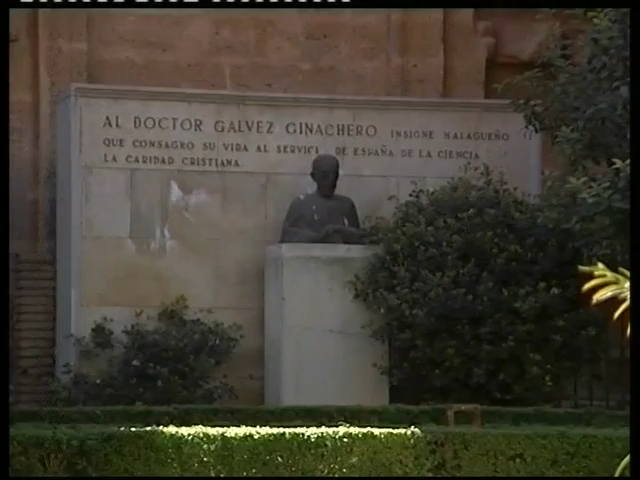 AL DOCTOR GALVEZ GINACHERO, INSIGNE MALAGUEÑO
QUE CONSAGRO SU VIDA AL SERVICI DE ESPAÑA DE LA CIENCIA
LA CARIDAD CRISTIANA.